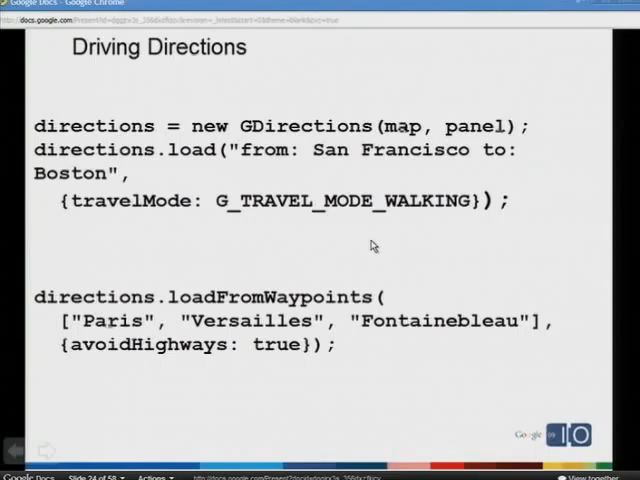 Google Docs - Google Chrome
Driving Directions
directions = new GDirections(map, panel);
directions.load("from: San Francisco to:
Boston",
{travelMode: G_TRAVEL_MODE_WALKING});
directions.loadFromWaypoints(
["Paris", "Versailles", "Fontainebleau"],
{avoidHighways: true});
Google 09 IO
Google Docs Slide 24 of 58 Actions View together